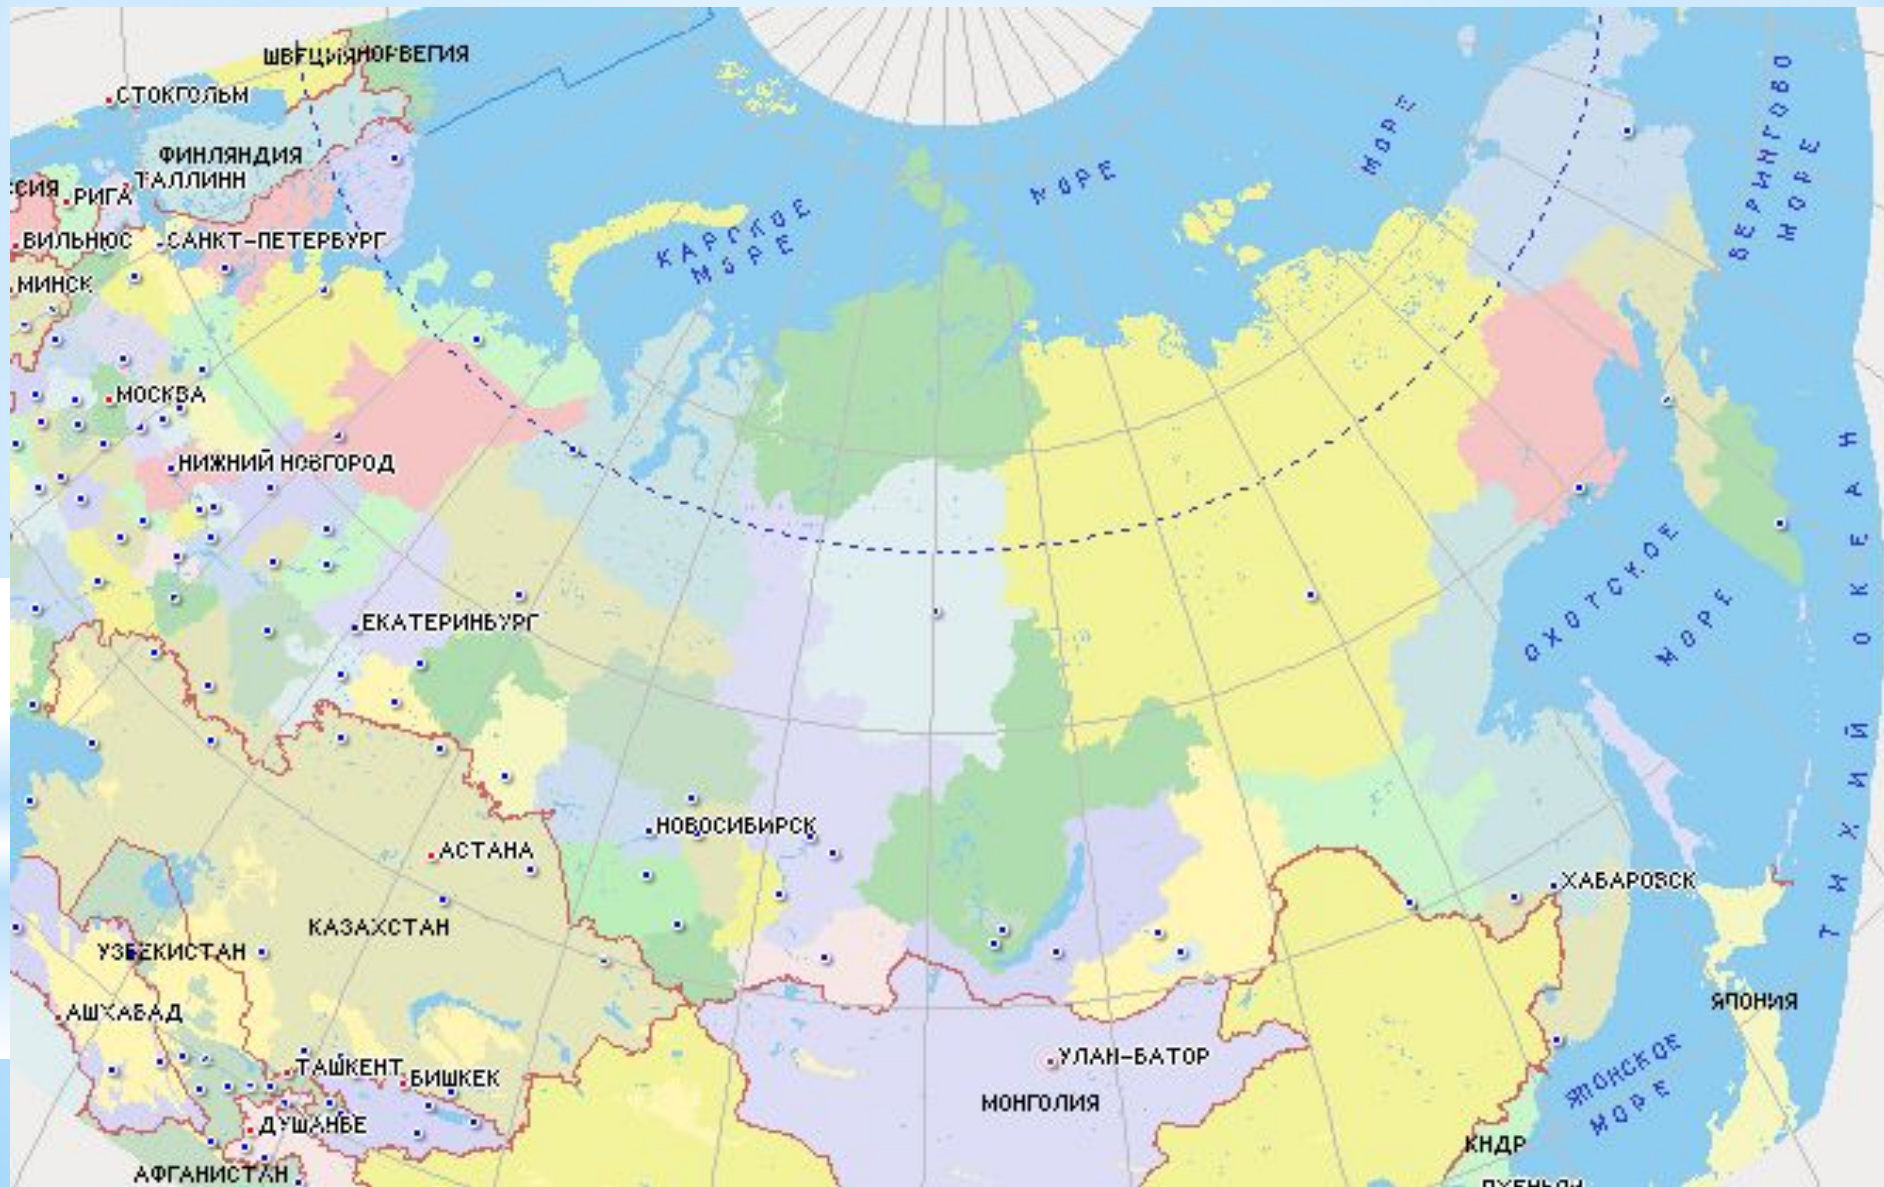 ШВЕЦИЯ
НОРВЕГИЯ
СТОКГОЛЬМ
ФИНЛЯНДИЯ
ТАЛЛИНН
РИГА
ВИЛЬНЮС
САНКТ-ПЕТЕРБУРГ
МИНСК
МОСКВА
НИЖНИЙ НОВГОРОД
ЕКАТЕРИНБУРГ
НОВОСИБИРСК
АСТАНА
КАЗАХСТАН
УЗБЕКИСТАН
АШХАБАД
ТАШКЕНТ
БИШКЕК
ДУШАНБЕ
АФГАНИСТАН
КАРСКОЕ
МОРЕ
МОРЕ
МОРЕ
БЕРИНГОВО
МОРЕ
ОХОТСКОЕ
МОРЕ
ТИХИЙ ОКЕАН
ХАБАРОВСК
ЯПОНИЯ
ЯПОНСКОЕ
МОРЕ
УЛАН-БАТОР
МОНГОЛИЯ
КНДР